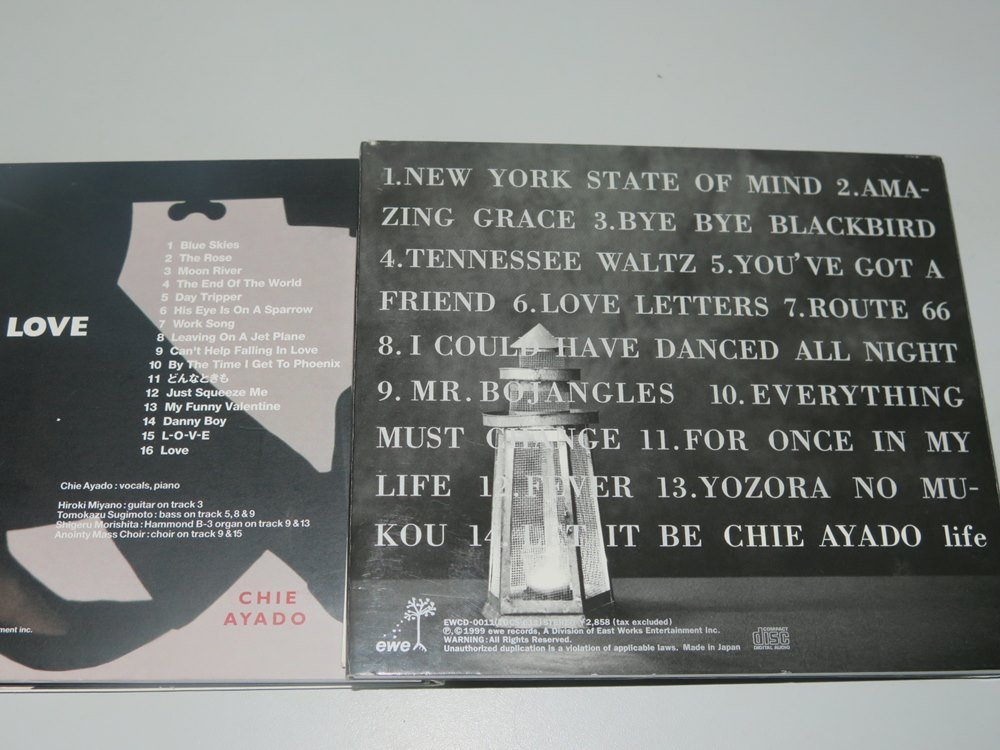 LOVE
1 Blue Skies
2 The Rose
3 Moon River
4 The End Of The World
5 Day Tripper
6 His Eye Is On A Sparrow
7 Work Song
8 Leaving On A Jet Plane
9 Can't Help Falling In Love
10 By The Time I Get To Phoenix
11 どんなときも
12 Just Squeeze Me
13 My Funny Valentine
14 Danny Boy
15 L-O-V-E
16 Love
Chie Ayado : vocals, piano
Hiroki Miyano : guitar on track 3
Tomokazu Sugimoto : bass on track 5, 8 & 9
Shigeru Morishita : Hammond B-3 organ on track 9 & 13
Anointy Mass Choir : choir on track 9 & 15
CHIE
AYADO
nment inc.
1.NEW YORK STATE OF MIND 2.AMA-
ZING GRACE 3.BYE BYE BLACKBIRD
4.TENNESSEE WALTZ 5.YOU'VE GOT A
FRIEND 6.LOVE LETTERS 7.ROUTE 66
8.I COULD HAVE DANCED ALL NIGHT
9.MR.BOJANGLES 10.EVERYTHING
MUST CHANGE 11.FOR ONCE IN MY
LIFE 12.FEVER 13.YOZORA NO MU-
KOU 14.LET IT BE CHIE AYADO life
ewe
EWCD-0011 STEREO ¥2,858 (tax excluded)
Ⓟ,©1999 ewe records, A Division of East Works Entertainment Inc.
WARNING: All Rights Reserved.
Unauthorized duplication is a violation of applicable laws. Made in Japan
COMPACT
disc
DIGITAL AUDIO